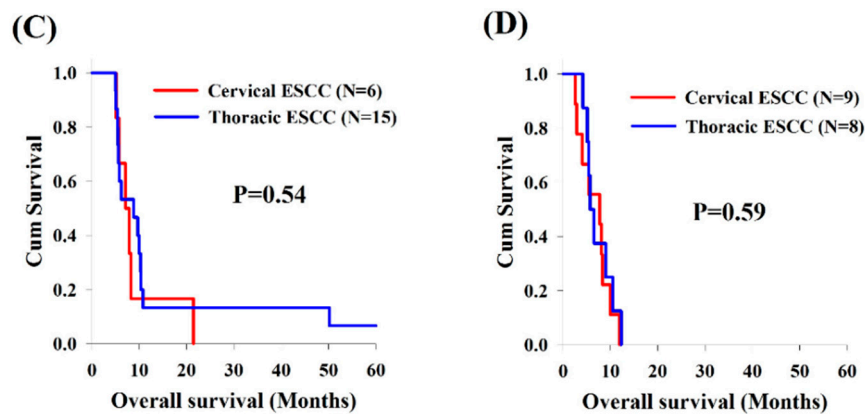 (C)
1.0
0.8
0.6
0.4
0.2
0.0
Cum Survival
Cervical ESCC (N=6)
Thoracic ESCC (N=15)
P=0.54
0 10 20 30 40 50 60
Overall survival (Months)
(D)
1.0
0.8
0.6
0.4
0.2
0.0
Cum Survival
Cervical ESCC (N=9)
Thoracic ESCC (N=8)
P=0.59
0 10 20 30 40 50 60
Overall survival (Months)